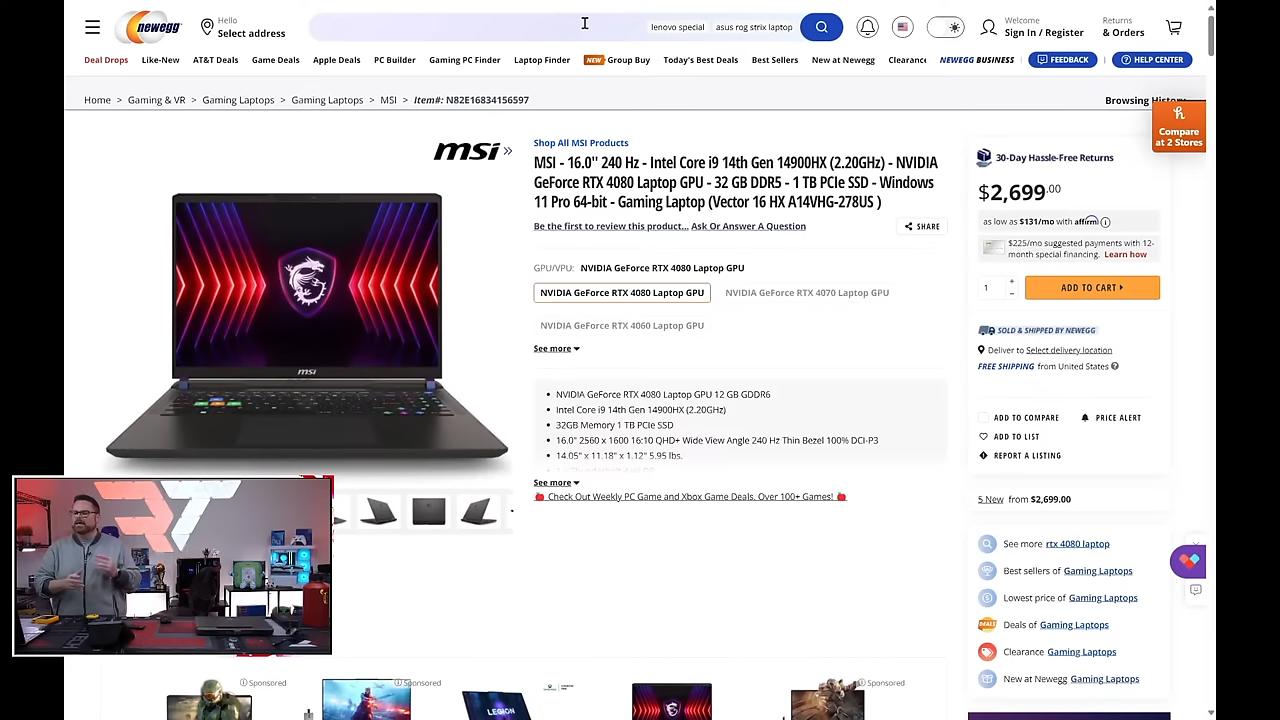 newegg
Hello
Select address
lenovo special
asus rog strix laptop
Welcome
Sign In / Register
Returns
& Orders
Deal Drops
Like-New
AT&T Deals
Game Deals
Apple Deals
PC Builder
Gaming PC Finder
Laptop Finder
NEW
Group Buy
Today's Best Deals
Best Sellers
New at Newegg
Clearanc
NEWEGG BUSINESS
FEEDBACK
HELP CENTER
Home > Gaming & VR > Gaming Laptops > Gaming Laptops > MSI > Item#: N82E16834156597
Browsing History
Compare
at 2 Stores
msi »
Shop All MSI Products
MSI - 16.0" 240 Hz - Intel Core i9 14th Gen 14900HX (2.20GHz) - NVIDIA
GeForce RTX 4080 Laptop GPU - 32 GB DDR5 - 1 TB PCIe SSD - Windows
11 Pro 64-bit - Gaming Laptop (Vector 16 HX A14VHG-278US )
Be the first to review this product... Ask Or Answer A Question
SHARE
GPU/VPU: NVIDIA GeForce RTX 4080 Laptop GPU
NVIDIA GeForce RTX 4080 Laptop GPU
NVIDIA GeForce RTX 4070 Laptop GPU
NVIDIA GeForce RTX 4060 Laptop GPU
See more
• NVIDIA GeForce RTX 4080 Laptop GPU 12 GB GDDR6
• Intel Core i9 14th Gen 14900HX (2.20GHz)
• 32GB Memory 1 TB PCIe SSD
• 16.0" 2560 x 1600 16:10 QHD+ Wide View Angle 240 Hz Thin Bezel 100% DCI-P3
• 14.05" x 11.18" x 1.12" 5.95 lbs.
See more
Check Out Weekly PC Game and Xbox Game Deals. Over 100+ Games!
30-Day Hassle-Free Returns
$2,699.00
as low as $131/mo with affirm
$225/mo suggested payments with 12-
month special financing. Learn how
1
ADD TO CART
SOLD & SHIPPED BY NEWEGG
Deliver to Select delivery location
FREE SHIPPING from United States
ADD TO COMPARE
PRICE ALERT
ADD TO LIST
REPORT A LISTING
5 New from $2,699.00
See more rtx 4080 laptop
Best sellers of Gaming Laptops
Lowest price of Gaming Laptops
DEALS
Deals of Gaming Laptops
Clearance Gaming Laptops
New at Newegg Gaming Laptops
msi
RT
Sponsored
Sponsored
Sponsored
LEGION